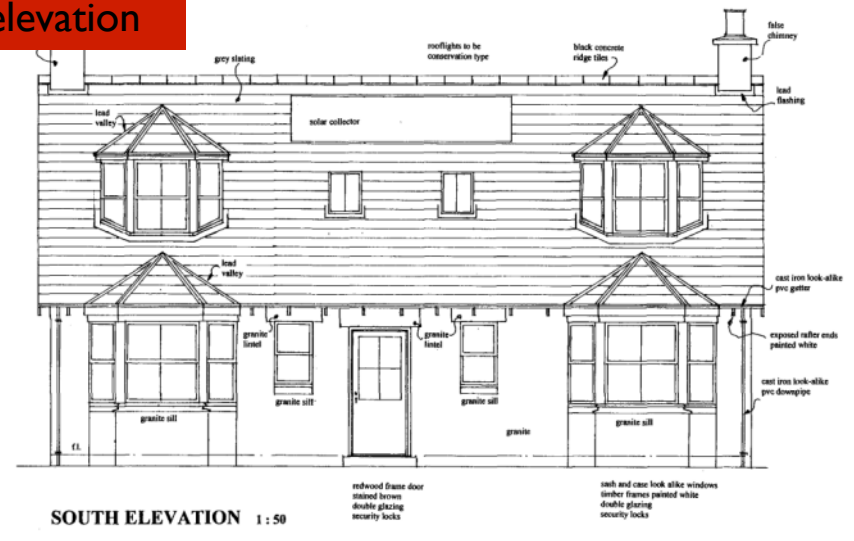 elevation
false
chimney
rooflights to be
conservation type
black concrete
ridge tiles
grey slating
lead
flashing
lead
valley
solar collector
lead
valley
cast iron look-alike
pvc gutter
granite
lintel
granite
lintel
exposed rafter ends
painted white
cast iron look-alike
pvc downpipe
granite sill
granite sill
granite sill
granite sill
granite
f.l.
redwood frame door
stained brown
double glazing
security locks
sash and case look alike windows
timber frames painted white
double glazing
security locks
SOUTH ELEVATION 1 : 50